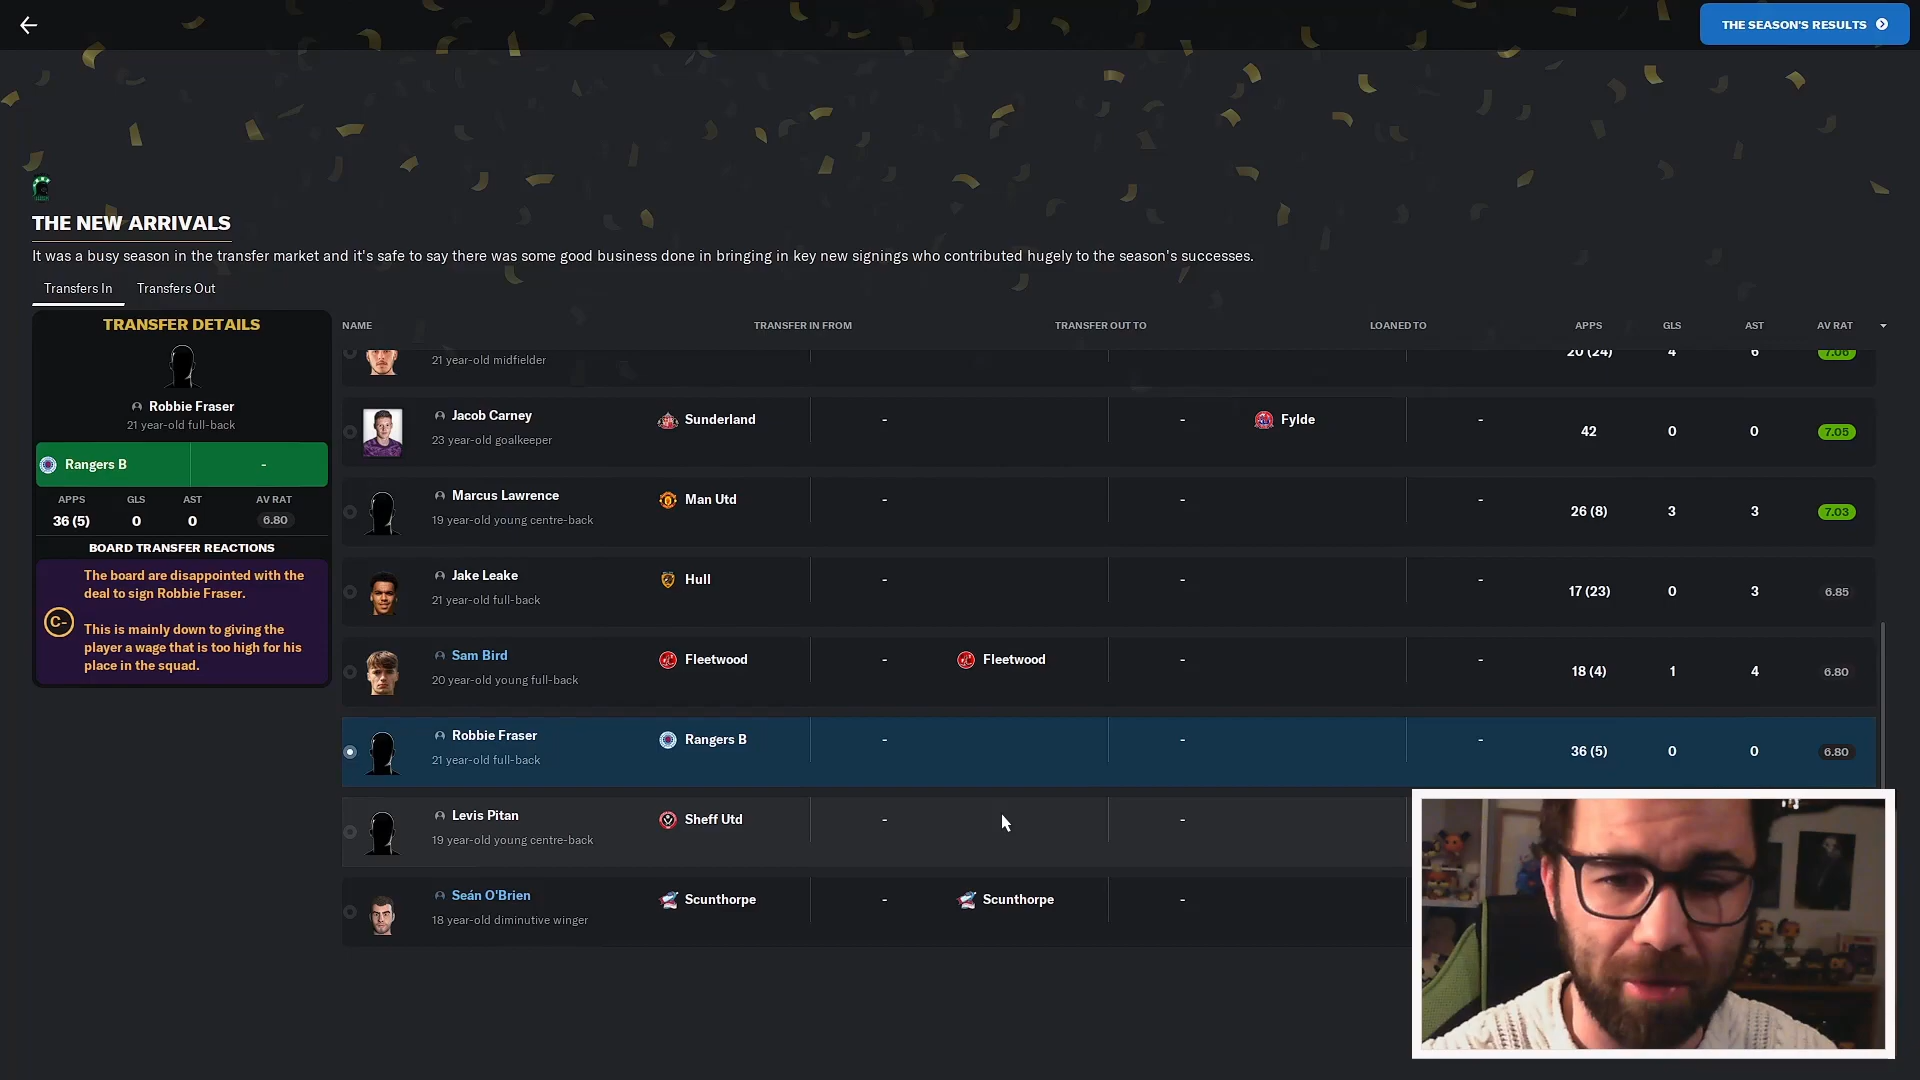 THE SEASON'S RESULTS
THE NEW ARRIVALS
It was a busy season in the transfer market and it's safe to say there was some good business done in bringing in key new signings who contributed hugely to the season's successes.
Transfers In Transfers Out
TRANSFER DETAILS
Robbie Fraser
21 year-old full-back
Rangers B -
APPS GLS AST AV RAT
36 (5) 0 0 6.80
BOARD TRANSFER REACTIONS
C-
The board are disappointed with the
deal to sign Robbie Fraser.
This is mainly down to giving the
player a wage that is too high for his
place in the squad.
NAME TRANSFER IN FROM TRANSFER OUT TO LOANED TO APPS GLS AST AV RAT
21 year-old midfielder 20 (24) 4 6 7.06
Jacob Carney Sunderland - - Fylde - 42 0 0 7.05
23 year-old goalkeeper
Marcus Lawrence Man Utd - - - 26 (8) 3 3 7.03
19 year-old young centre-back
Jake Leake Hull - - - 17 (23) 0 3 6.85
21 year-old full-back
Sam Bird Fleetwood - Fleetwood - - 18 (4) 1 4 6.80
20 year-old young full-back
Robbie Fraser Rangers B - - - 36 (5) 0 0 6.80
21 year-old full-back
Levis Pitan Sheff Utd - -
19 year-old young centre-back
Seán O'Brien Scunthorpe - Scunthorpe -
18 year-old diminutive winger